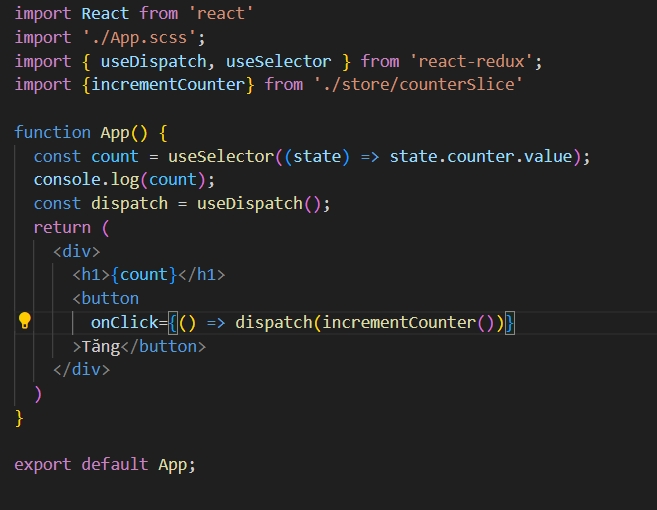 import React from 'react'
import './App.scss';
import { useDispatch, useSelector } from 'react-redux';
import {incrementCounter} from './store/counterSlice'
function App() {
const count = useSelector((state) => state.counter.value);
console.log(count);
const dispatch = useDispatch();
return (
<div>
<h1>{count}</h1>
<button
onClick={() => dispatch(incrementCounter())}
>Tăng</button>
</div>
)
}
export default App;